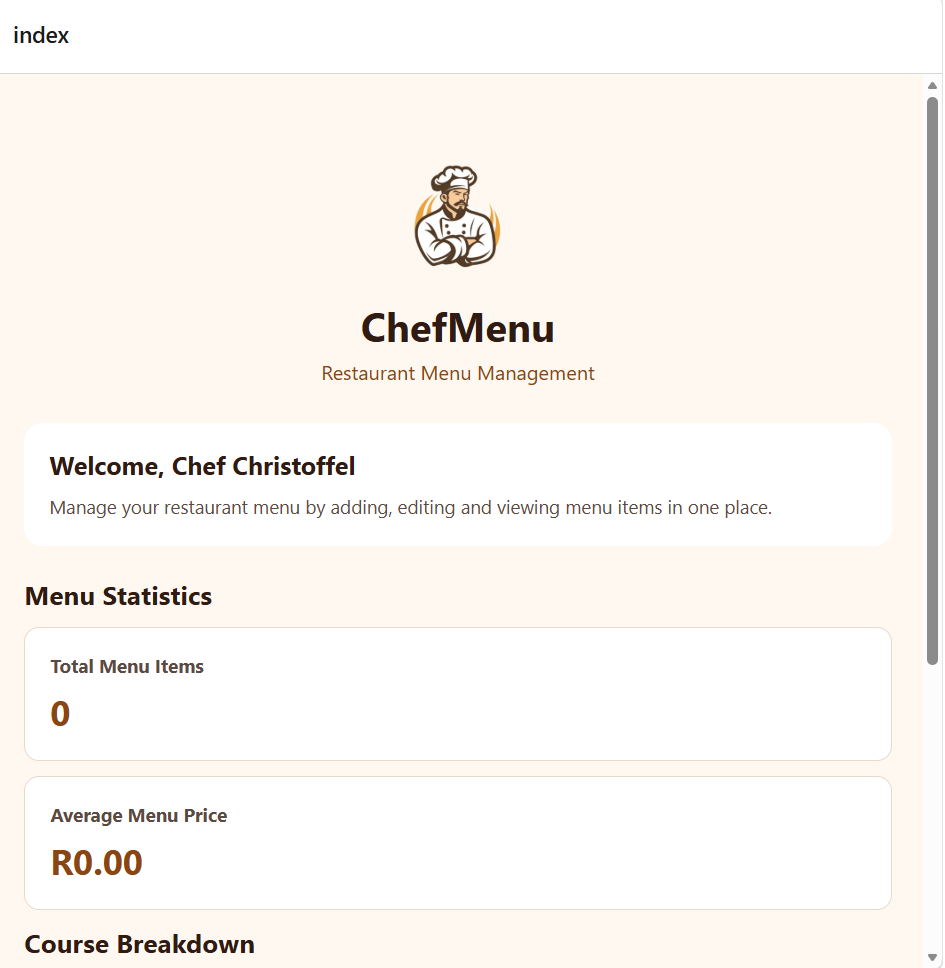 index
ChefMenu
Restaurant Menu Management
Welcome, Chef Christoffel
Manage your restaurant menu by adding, editing and viewing menu items in one place.
Menu Statistics
Total Menu Items
0
Average Menu Price
R0.00
Course Breakdown